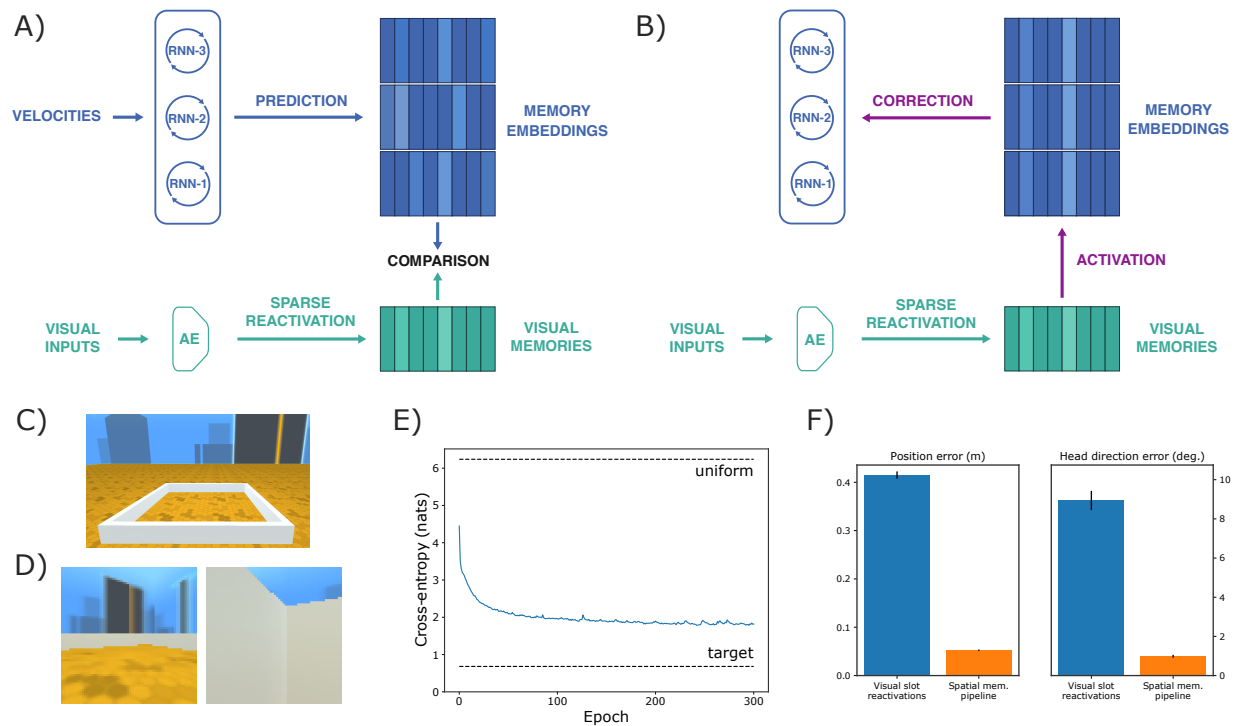 A)
RNN-3
RNN-2
RNN-1
VELOCITIES
PREDICTION
MEMORY
EMBEDDINGS
COMPARISON
VISUAL
INPUTS
AE
SPARSE
REACTIVATION
VISUAL
MEMORIES
B)
RNN-3
RNN-2
RNN-1
CORRECTION
MEMORY
EMBEDDINGS
ACTIVATION
VISUAL
INPUTS
AE
SPARSE
REACTIVATION
VISUAL
MEMORIES
C)
D)
E)
Cross-entropy (nats)
6
5
4
3
2
1
0
uniform
target
0
100
200
300
Epoch
F)
Position error (m)
0.4
0.3
0.2
0.1
0.0
Visual slot
reactivations
Spatial mem.
pipeline
Head direction error (deg.)
10
8
6
4
2
0
Visual slot
reactivations
Spatial mem.
pipeline